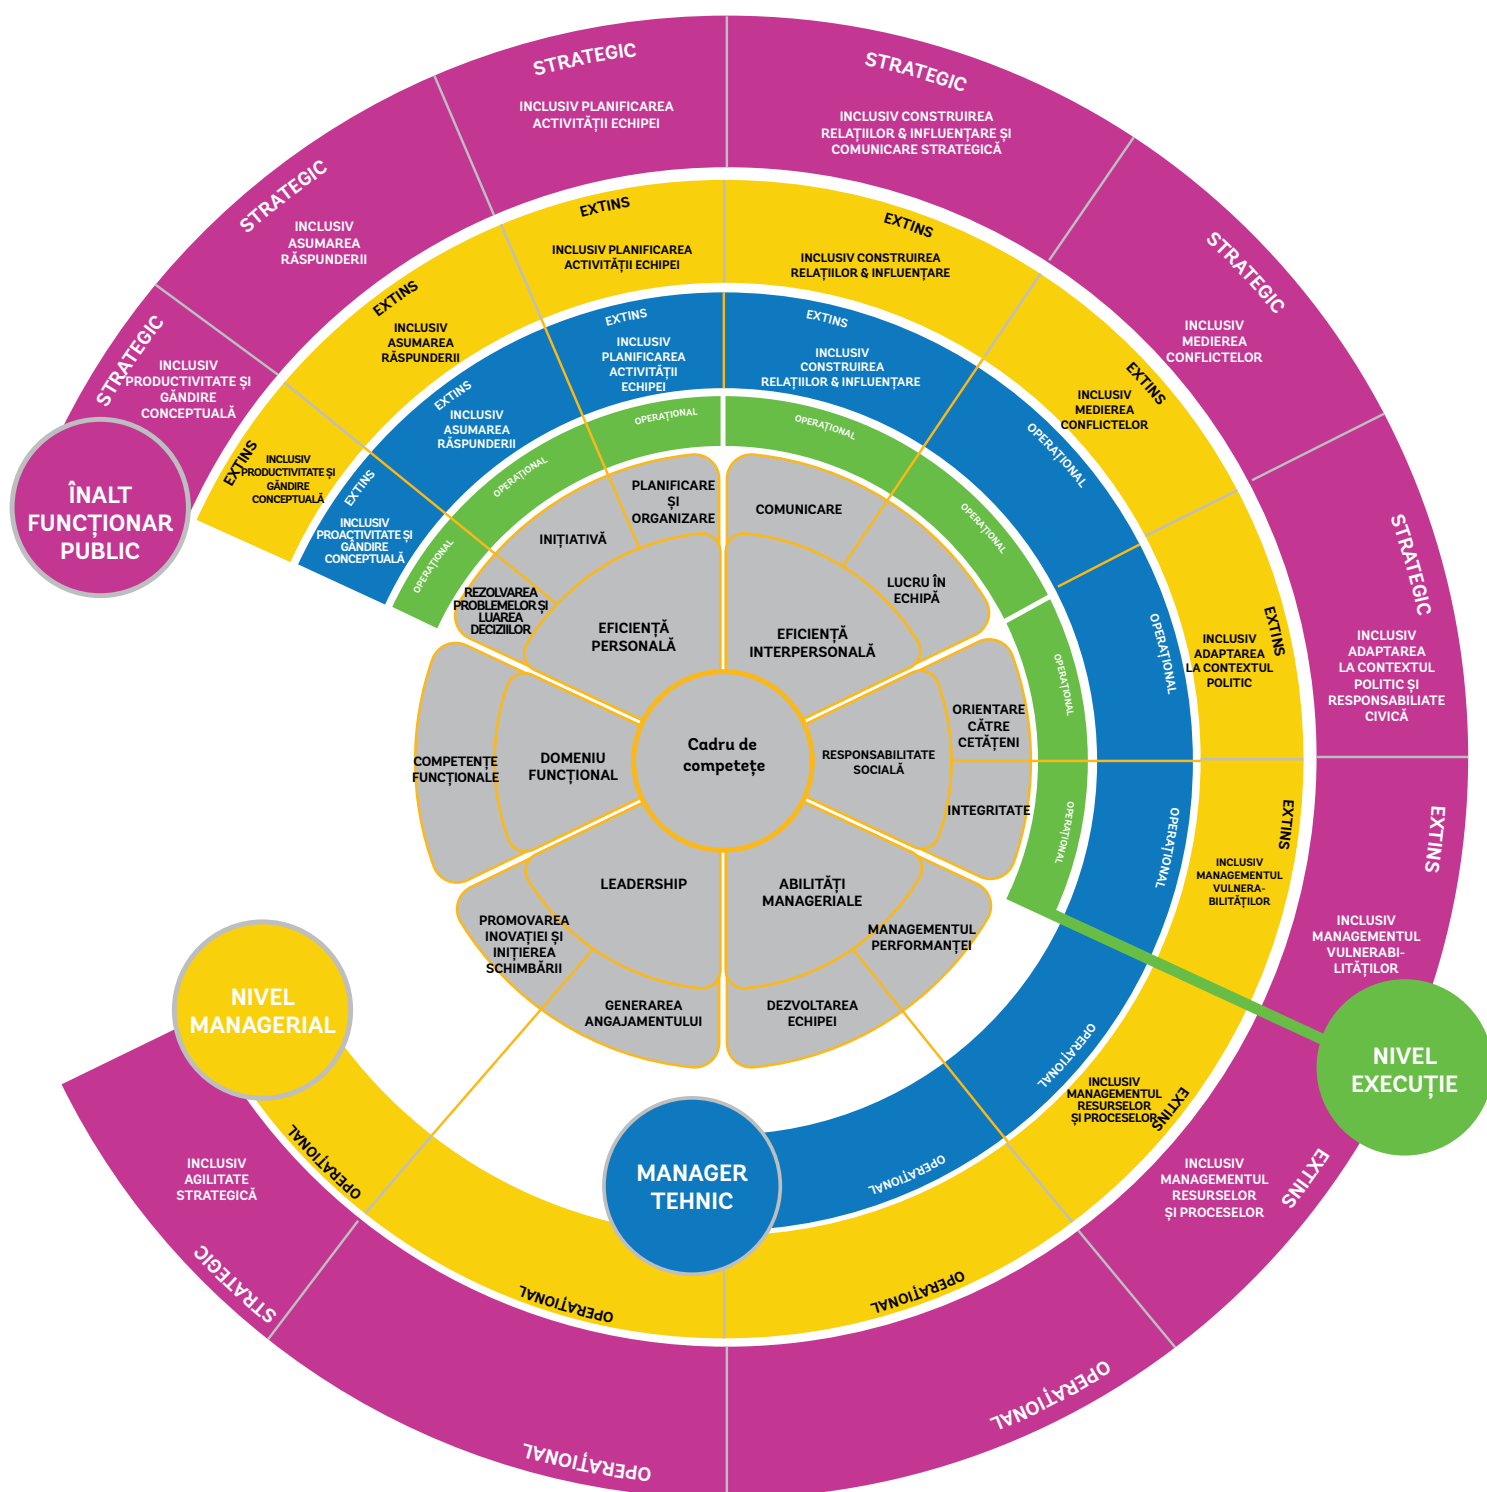 STRATEGIC
INCLUSIV PRODUCTIVITATE ȘI
GĂNDIRE
CONCEPTUALĂ
STRATEGIC
INCLUSIV
ASUMAREA
RĂSPUNDERII
STRATEGIC
INCLUSIV PLANIFICAREA
ACTIVITĂȚII ECHIPEI
STRATEGIC
INCLUSIV CONSTRUIREA
RELAȚIILOR & INFLUENȚARE ȘI
COMUNICARE STRATEGICĂ
STRATEGIC
INCLUSIV
MEDIEREA
CONFLICTELOR
STRATEGIC
INCLUSIV
ADAPTAREA
LA CONTEXTUL
POLITIC ȘI
RESPONSABILIATE
CIVICĂ
EXTINS
INCLUSIV
MANAGEMENTUL
VULNERABI-
LITĂȚILOR
EXTINS
INCLUSIV
MANAGEMENTUL
RESURSELOR
ȘI PROCESELOR
OPERAȚIONAL
OPERAȚIONAL
STRATEGIC
INCLUSIV
AGILITATE
STRATEGICĂ
EXTINS
INCLUSIV
PRODUCTIVITATE ȘI
GĂNDIRE
CONCEPTUALĂ
EXTINS
INCLUSIV
ASUMAREA
RĂSPUNDERII
EXTINS
INCLUSIV PLANIFICAREA
ACTIVITĂȚII ECHIPEI
EXTINS
INCLUSIV CONSTRUIREA
RELAȚIILOR & INFLUENȚARE
EXTINS
INCLUSIV
MEDIEREA
CONFLICTELOR
EXTINS
INCLUSIV
ADAPTAREA
LA CONTEXTUL
POLITIC
EXTINS
INCLUSIV
MANAGEMENTUL
VULNERA-
BILITĂȚILOR
EXTINS
INCLUSIV
MANAGEMENTUL
RESURSELOR
ȘI PROCESELOR
OPERAȚIONAL
OPERAȚIONAL
OPERAȚIONAL
EXTINS
INCLUSIV
PROACTIVITATE ȘI
GĂNDIRE
CONCEPTUALĂ
EXTINS
INCLUSIV
ASUMAREA
RĂSPUNDERII
EXTINS
INCLUSIV
PLANIFICAREA
ACTIVITĂȚII
ECHIPEI
EXTINS
INCLUSIV
CONSTRUIREA
RELAȚIILOR & INFLUENȚARE
OPERAȚIONAL
OPERAȚIONAL
OPERAȚIONAL
OPERAȚIONAL
OPERAȚIONAL
OPERAȚIONAL
OPERAȚIONAL
OPERAȚIONAL
OPERAȚIONAL
OPERAȚIONAL
OPERAȚIONAL
OPERAȚIONAL
REZOLVAREA
PROBLEMELOR ȘI
LUAREA
DECIZIILOR
INIȚIATIVĂ
PLANIFICARE
ȘI
ORGANIZARE
COMUNICARE
LUCRU ÎN
ECHIPĂ
ORIENTARE
CĂTRE
CETĂȚENI
INTEGRITATE
MANAGEMENTUL
PERFORMANȚEI
DEZVOLTAREA
ECHIPEI
GENERAREA
ANGAJAMENTULUI
PROMOVAREA
INOVAȚIEI ȘI
INIȚIEREA
SCHIMBĂRII
COMPETENȚE
FUNCȚIONALE
EFICIENȚĂ
PERSONALĂ
EFICIENȚĂ
INTERPERSONALĂ
RESPONSABILITATE
SOCIALĂ
ABILITĂȚI
MANAGERIALE
LEADERSHIP
DOMENIU
FUNCȚIONAL
Cadru de
competețe
ÎNALT
FUNCȚIONAR
PUBLIC
NIVEL
MANAGERIAL
MANAGER
TEHNIC
NIVEL
EXECUȚIE